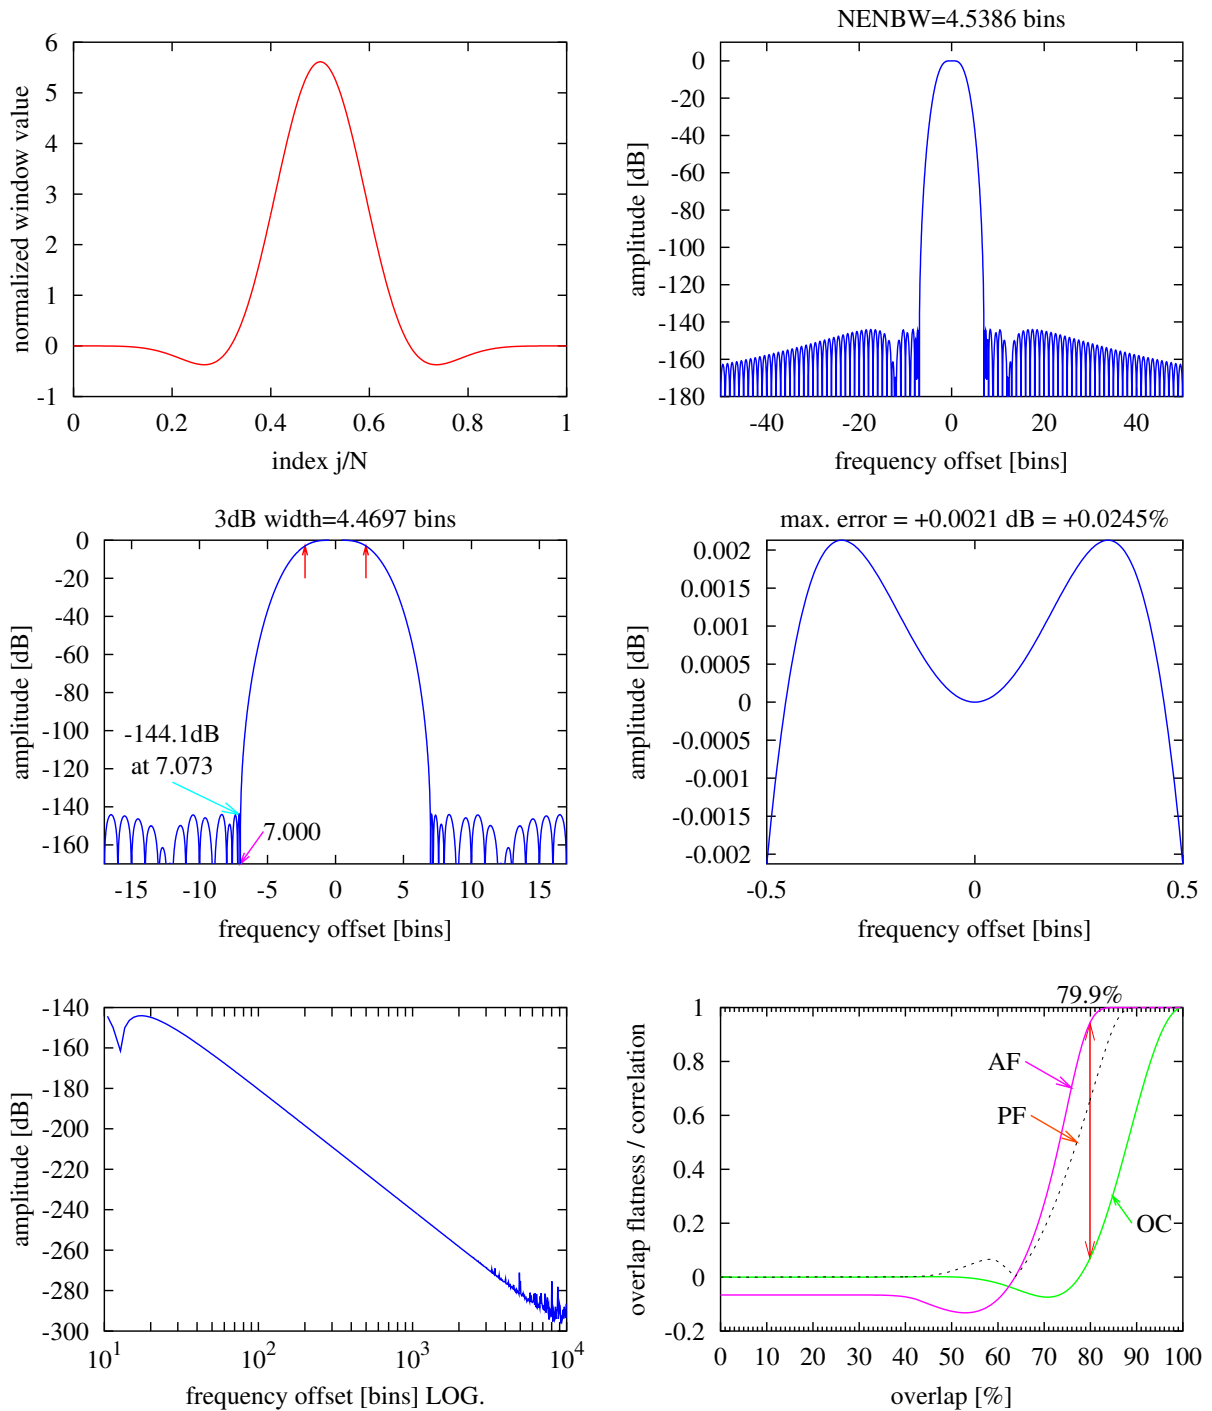 normalized window value
6
5
4
3
2
1
0
-1
0 0.2 0.4 0.6 0.8 1
index j/N
NENBW=4.5386 bins
amplitude [dB]
0
-20
-40
-60
-80
-100
-120
-140
-160
-180
-40 -20 0 20 40
frequency offset [bins]
3dB width=4.4697 bins
amplitude [dB]
0
-20
-40
-60
-80
-100
-120
-140
-160
-144.1dB
at 7.073
7.000
-15 -10 -5 0 5 10 15
frequency offset [bins]
max. error = +0.0021 dB = +0.0245%
amplitude [dB]
0.002
0.0015
0.001
0.0005
0
-0.0005
-0.001
-0.0015
-0.002
-0.5 0 0.5
frequency offset [bins]
amplitude [dB]
-140
-160
-180
-200
-220
-240
-260
-280
-300
10^1 10^2 10^3 10^4
frequency offset [bins] LOG.
79.9%
overlap flatness / correlation
1
0.8
0.6
0.4
0.2
0
-0.2
AF
PF
OC
0 10 20 30 40 50 60 70 80 90 100
overlap [%]